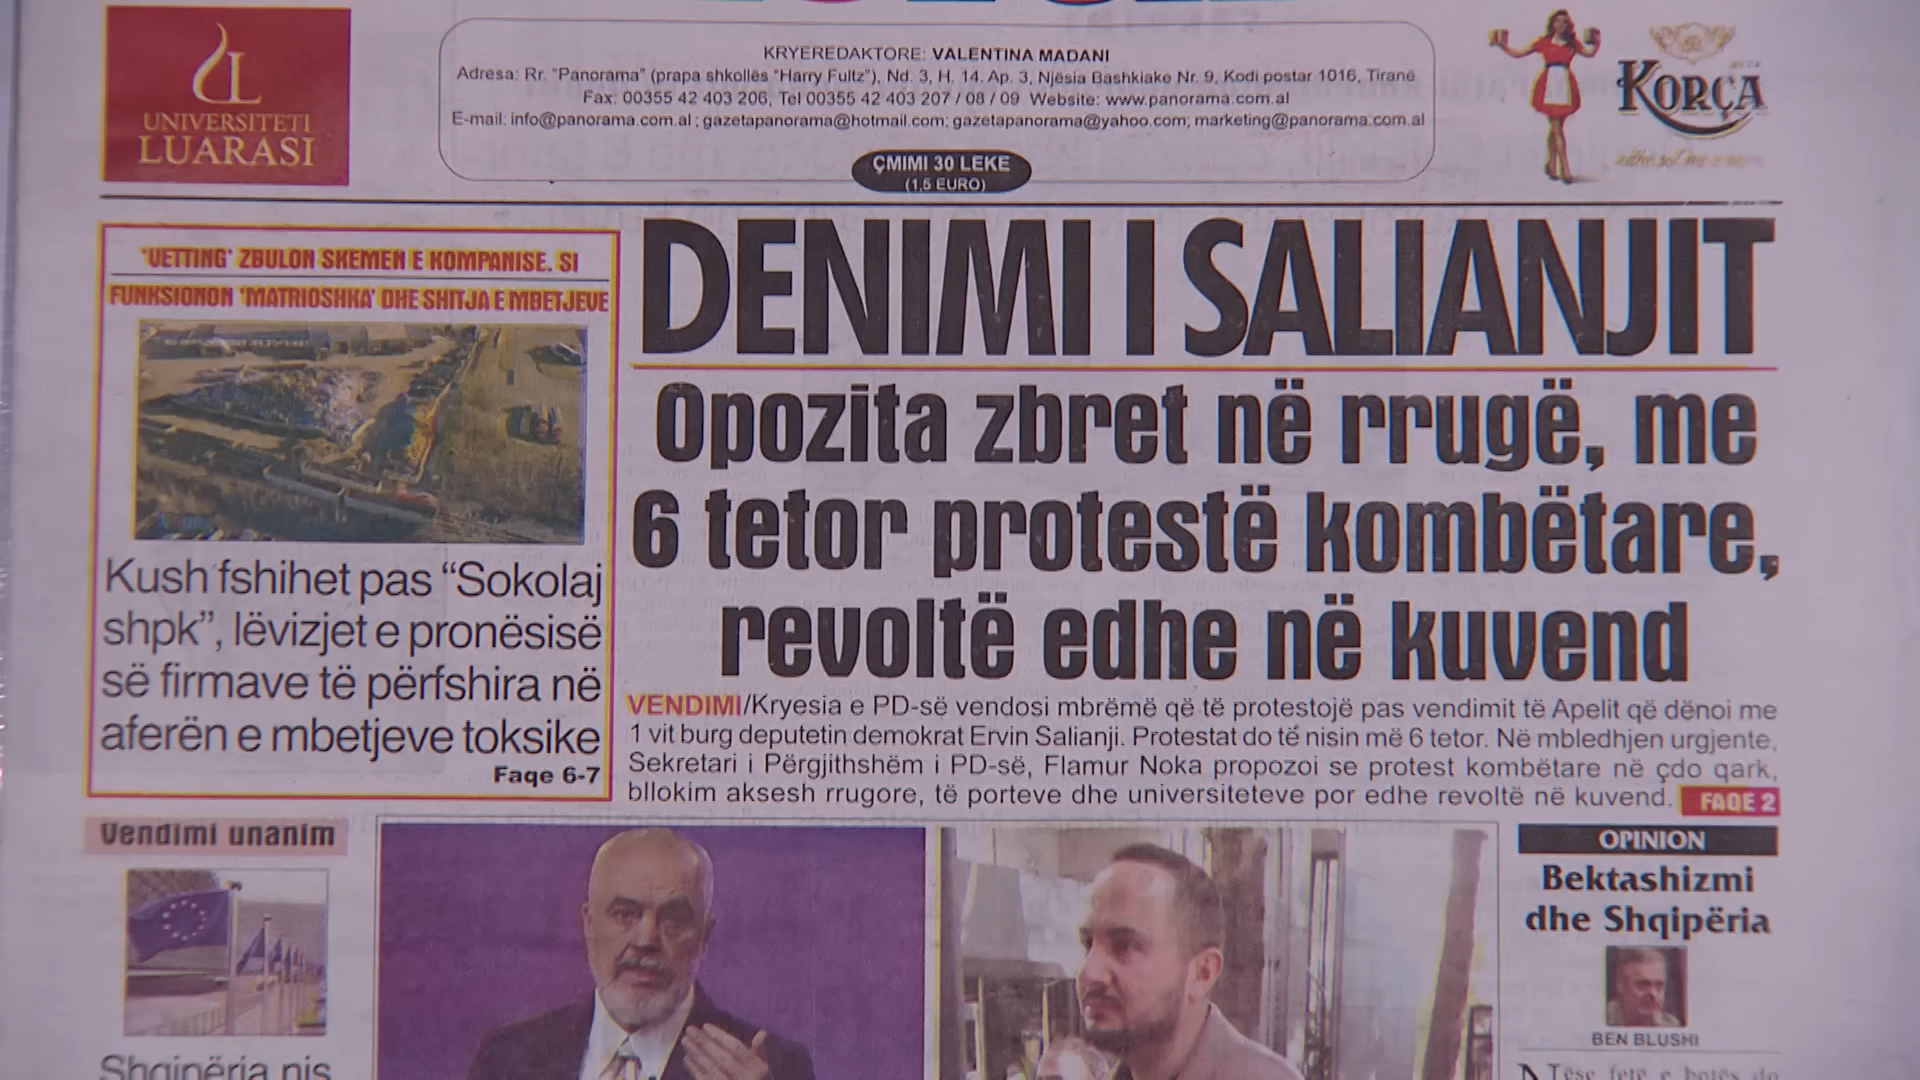 UNIVERSITETI
LUARASI
KRYEREDAKTORE: VALENTINA MADANI
Adresa: Rr. "Panorama" (prapa shkollës "Harry Fultz"), Nd. 3, H. 14. Ap. 3, Njësia Bashkiake Nr. 9, Kodi postar 1016, Tiranë
Fax: 00355 42 403 206, Tel 00355 42 403 207 / 08 / 09 Website: www.panorama.com.al
E-mail: info@panorama.com.al ; gazetapanorama@hotmail.com; gazetapanorama@yahoo.com; marketing@panorama.com.al
ÇMIMI 30 LEKE
(1,5 EURO)
KORÇA
'VETTING' ZBULON SKEMEN E KOMPANISE. SI
FUNKSIONON 'MATRIOSHKA' DHE SHITJA E MBETJEVE
Kush fshihet pas "Sokolaj
shpk", lëvizjet e pronësisë
së firmave të përfshira në
aferën e mbetjeve toksike
Faqe 6-7
DENIMI I SALIANJIT
Opozita zbret në rrugë, me
6 tetor protestë kombëtare,
revoltë edhe në kuvend
VENDIMI/Kryesia e PD-së vendosi mbrëmë që të protestojë pas vendimit të Apelit që dënoi me
1 vit burg deputetin demokrat Ervin Salianji. Protestat do të nisin më 6 tetor. Në mbledhjen urgjente,
Sekretari i Përgjithshëm i PD-së, Flamur Noka propozoi se protest kombëtare në çdo qark,
bllokim aksesh rrugore, të porteve dhe universiteteve por edhe revoltë në kuvend. FAQE 2
Vendimi unanim
Shqipëria nis
OPINION
Bektashizmi
dhe Shqipëria
BEN BLUSHI
Nëse fetë e botës do